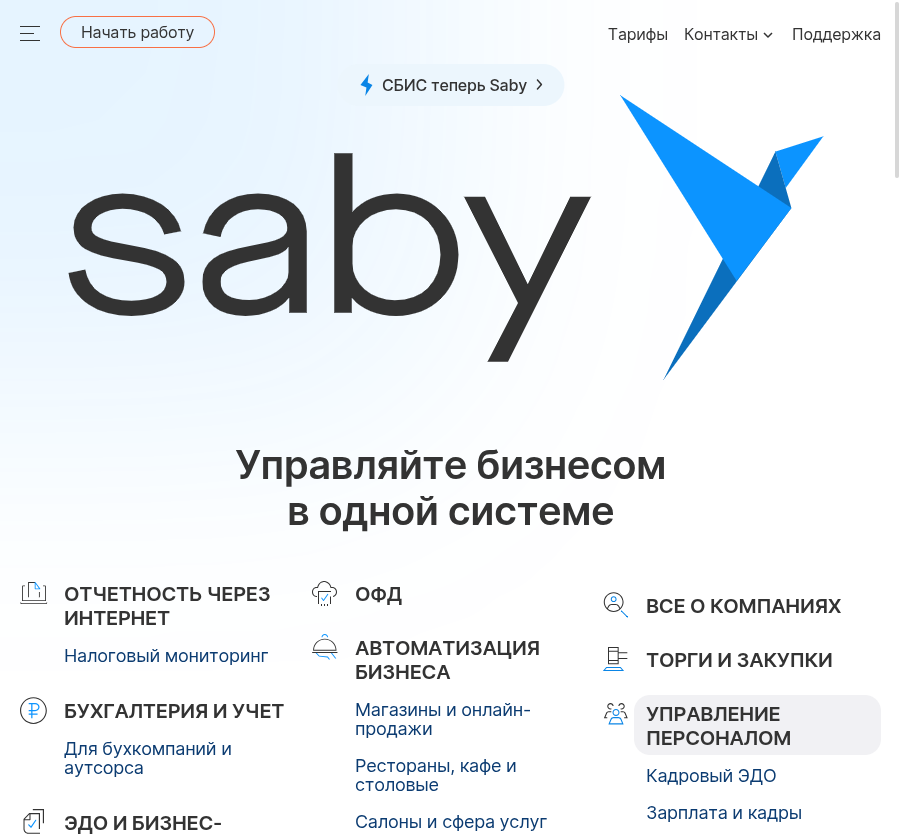 Начать работу
Тарифы Контакты Поддержка
СБИС теперь Saby
saby
Управляйте бизнесом
в одной системе
ОТЧЕТНОСТЬ ЧЕРЕЗ
ИНТЕРНЕТ
Налоговый мониторинг
БУХГАЛТЕРИЯ И УЧЕТ
Для бухкомпаний и
аутсорса
ЭДО И БИЗНЕС-
ОФД
АВТОМАТИЗАЦИЯ
БИЗНЕСА
Магазины и онлайн-
продажи
Рестораны, кафе и
столовые
Салоны и сфера услуг
ВСЕ О КОМПАНИЯХ
ТОРГИ И ЗАКУПКИ
УПРАВЛЕНИЕ
ПЕРСОНАЛОМ
Кадровый ЭДО
Зарплата и кадры